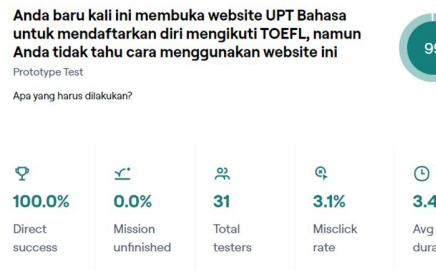 Anda baru kali ini membuka website UPT Bahasa
untuk mendaftarkan diri mengikuti TOEFL, namun
Anda tidak tahu cara menggunakan website ini
Prototype Test
Apa yang harus dilakukan?
100.0%
0.0%
31
3.1%
Direct
success
Mission
unfinished
Total
testers
Misclick
rate
Avg